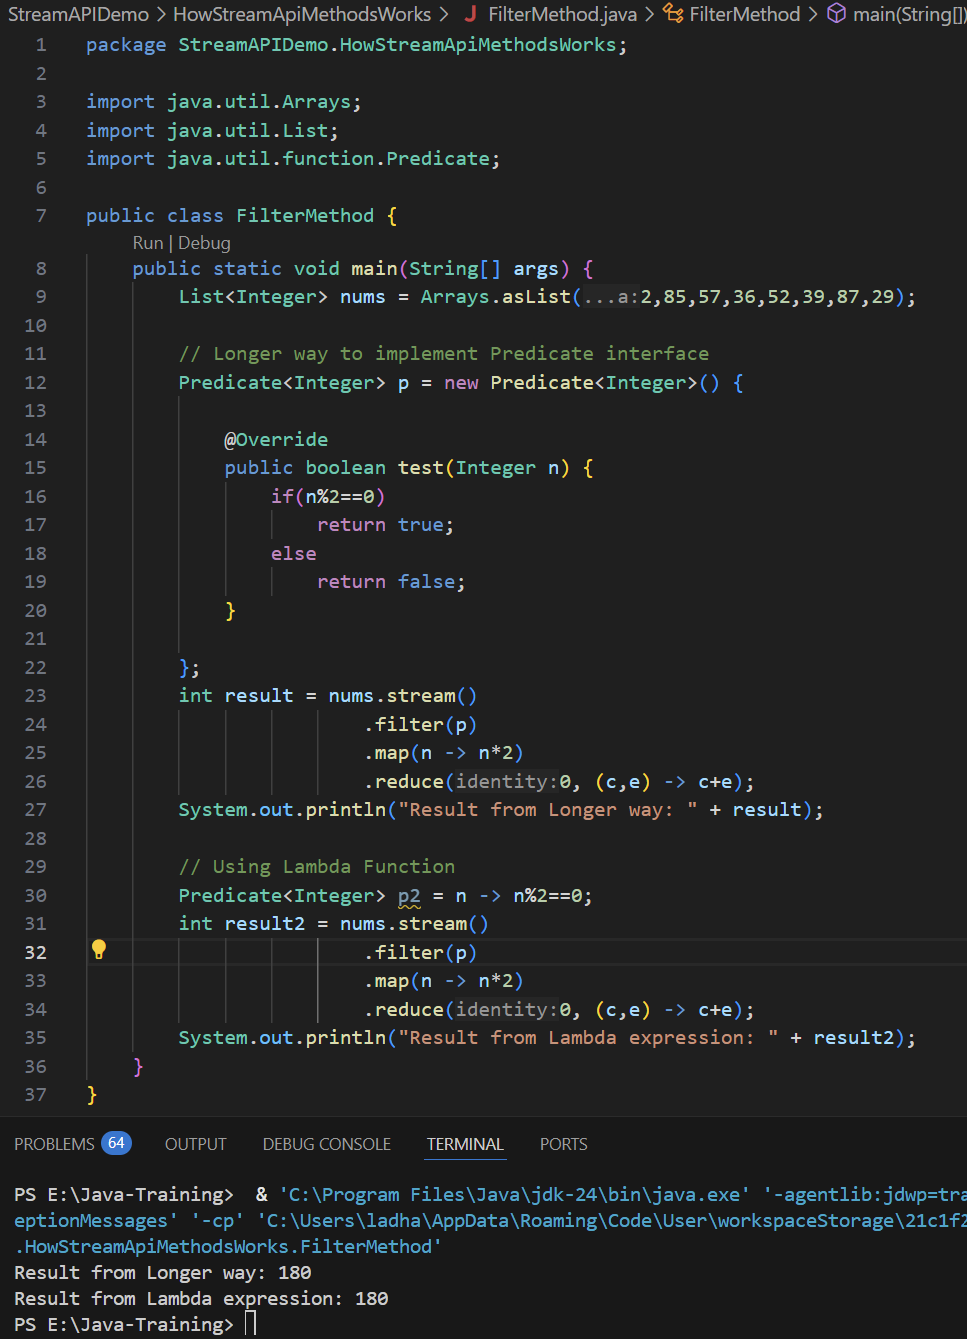 StreamAPIDemo > HowStreamApiMethodsWorks > J FilterMethod.java > FilterMethod > main(String[])
1 package StreamAPIDemo.HowStreamApiMethodsWorks;
2
3 import java.util.Arrays;
4 import java.util.List;
5 import java.util.function.Predicate;
6
7 public class FilterMethod {
Run | Debug
8     public static void main(String[] args) {
9         List<Integer> nums = Arrays.asList(...a:2,85,57,36,52,39,87,29);
10
11         // Longer way to implement Predicate interface
12         Predicate<Integer> p = new Predicate<Integer>() {
13
14             @Override
15             public boolean test(Integer n) {
16                 if(n%2==0)
17                     return true;
18                 else
19                     return false;
20             }
21
22         };
23         int result = nums.stream()
24                         .filter(p)
25                         .map(n -> n*2)
26                         .reduce(identity:0, (c,e) -> c+e);
27         System.out.println("Result from Longer way: " + result);
28
29         // Using Lambda Function
30         Predicate<Integer> p2 = n -> n%2==0;
31         int result2 = nums.stream()
32                         .filter(p)
33                         .map(n -> n*2)
34                         .reduce(identity:0, (c,e) -> c+e);
35         System.out.println("Result from Lambda expression: " + result2);
36     }
37 }
PROBLEMS 64 OUTPUT DEBUG CONSOLE TERMINAL PORTS
PS E:\Java-Training>  & 'C:\Program Files\Java\jdk-24\bin\java.exe' '-agentlib:jdwp=tra
eptionMessages' '-cp' 'C:\Users\ladha\AppData\Roaming\Code\User\workspaceStorage\21c1f2
.HowStreamApiMethodsWorks.FilterMethod'
Result from Longer way: 180
Result from Lambda expression: 180
PS E:\Java-Training>